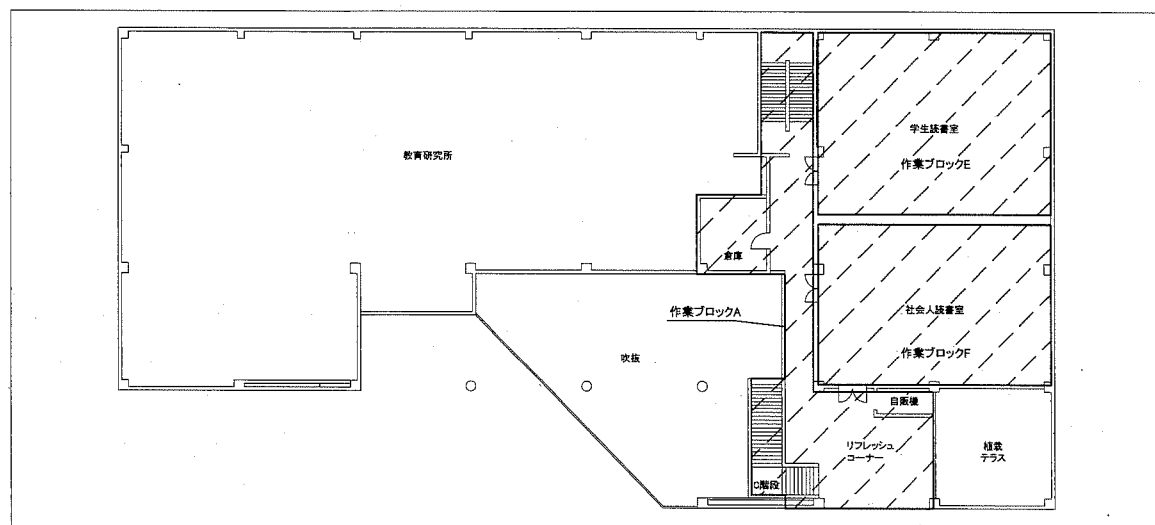 学生読書室
作業ブロックE
教育研究所
倉庫
作業ブロックA
社会人読書室
作業ブロックF
吹抜
自販機
リフレッシュ
コーナー
植栽
テラス
C階段